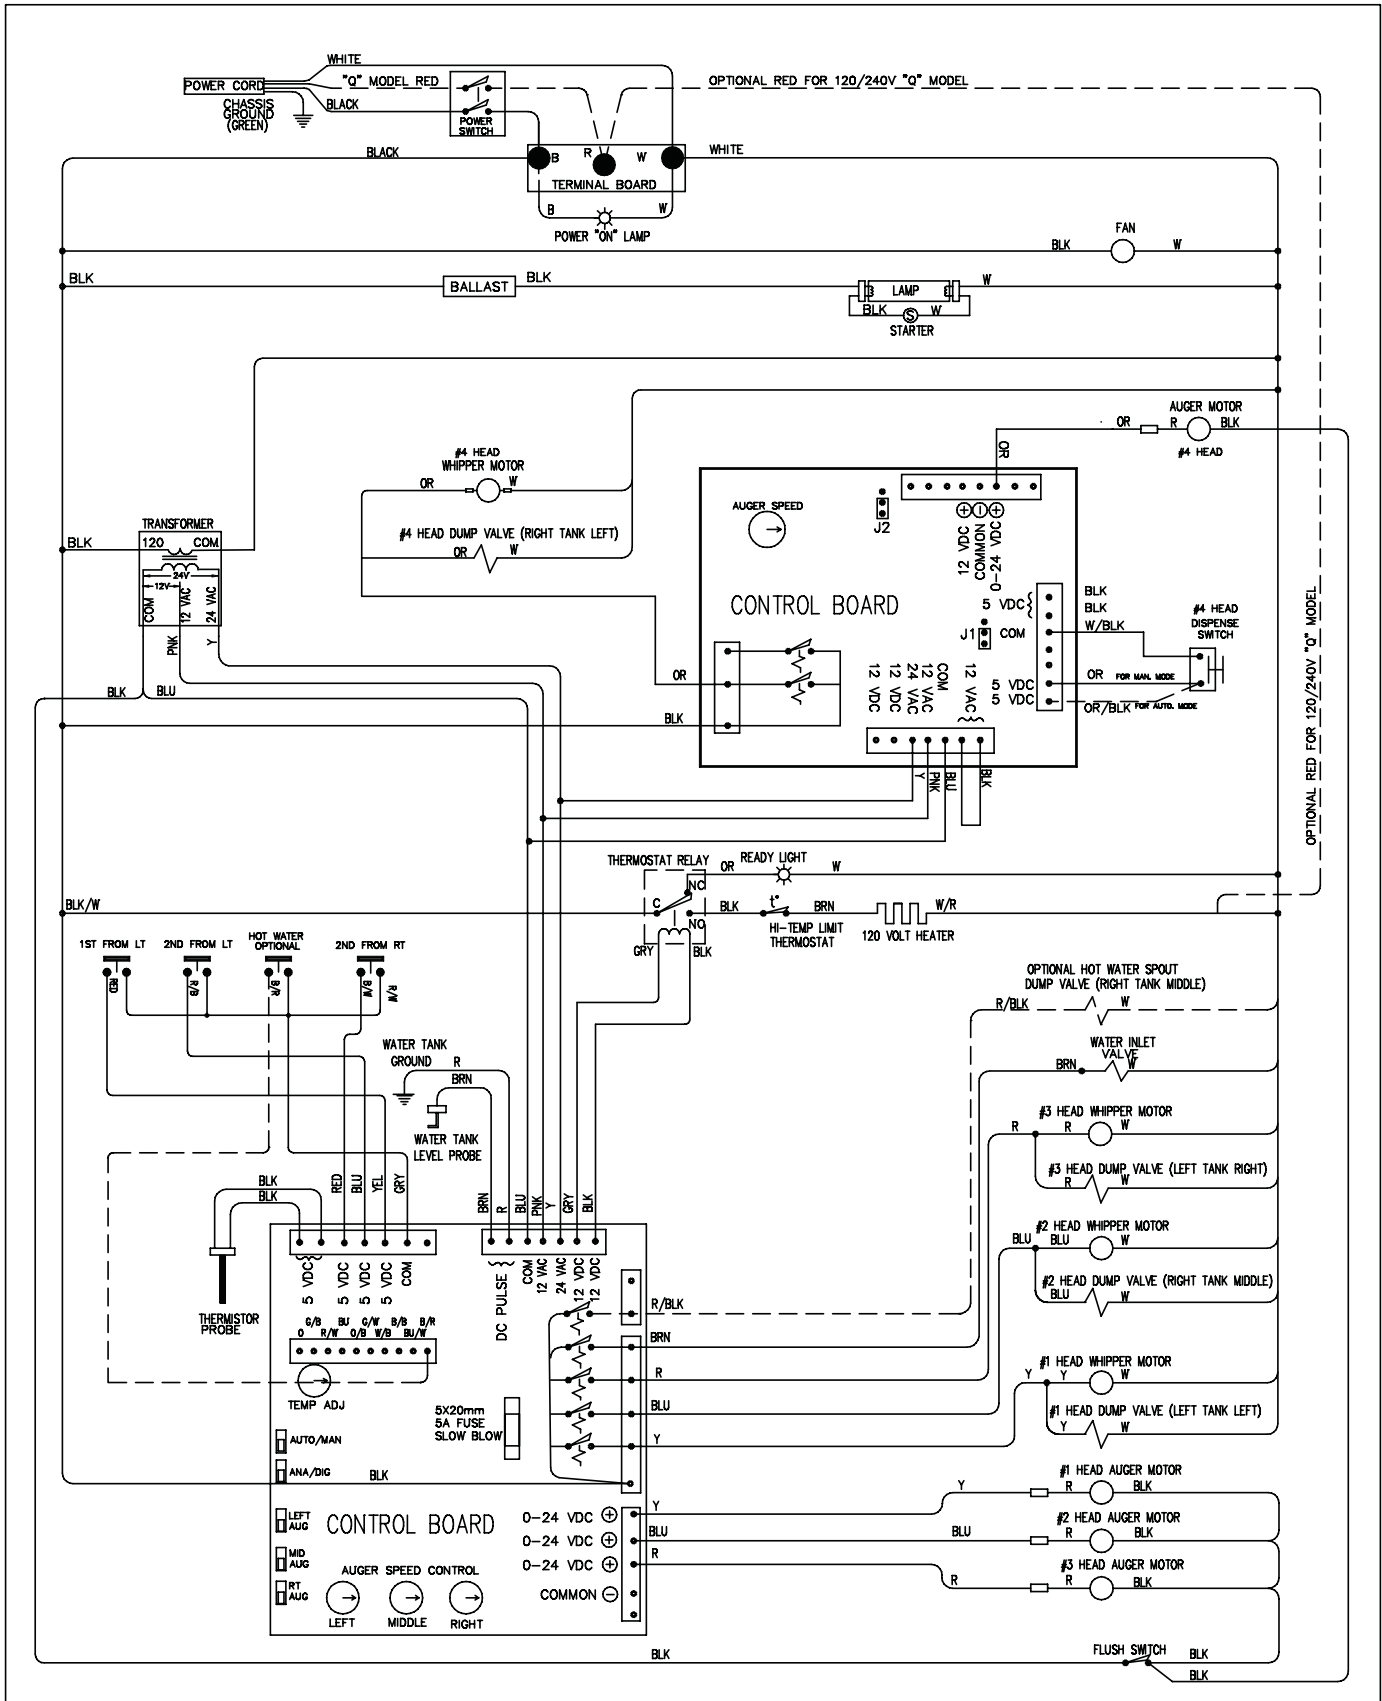 WHITE
POWER CORD
"Q" MODEL RED
OPTIONAL RED FOR 120/240V "Q" MODEL
CHASSIS
GROUND
(GREEN)
BLACK
POWER
SWITCH
BLACK
B
R
W
WHITE
TERMINAL BOARD
B
W
POWER "ON" LAMP
FAN
BLK
W
BLK
BALLAST
BLK
LAMP
W
BLK
S
W
STARTER
AUGER MOTOR
OR
R
BLK
#4 HEAD
OR
#4 HEAD
WHIPPER MOTOR
OR
W
AUGER SPEED
J2
12 VDC
COMMON
0-24 VDC
TRANSFORMER
BLK
120
COM
#4 HEAD DUMP VALVE (RIGHT TANK LEFT)
OR
W
24V
12V
COM
12 VAC
24 VAC
CONTROL BOARD
5 VDC
BLK
BLK
W/BLK
J1
COM
#4 HEAD
DISPENSE
SWITCH
OPTIONAL RED FOR 120/240V "Q" MODEL
PNK
Y
BLK
BLU
OR
BLK
12 VDC
12 VDC
24 VAC
12 VAC
COM
12 VAC
5 VDC
5 VDC
OR
FOR MAN. MODE
OR/BLK
FOR AUTO. MODE
Y
PNK
BLU
BLK
THERMOSTAT RELAY
OR
READY LIGHT
W
NC
C
NO
BLK/W
BLK
t°
BRN
W/R
HI-TEMP LIMIT
THERMOSTAT
120 VOLT HEATER
GRY
BLK
1ST FROM LT
2ND FROM LT
HOT WATER
OPTIONAL
2ND FROM RT
RED
R/B
B/R
B/W
R/W
OPTIONAL HOT WATER SPOUT
DUMP VALVE (RIGHT TANK MIDDLE)
R/BLK
W
WATER TANK
GROUND
R
BRN
WATER INLET
VALVE
BRN
W
WATER TANK
LEVEL PROBE
#3 HEAD WHIPPER MOTOR
R
R
W
#3 HEAD DUMP VALVE (LEFT TANK RIGHT)
R
W
BLK
BLK
RED
BLU
YEL
GRY
BRN
R
BLU
PNK
Y
GRY
BLK
#2 HEAD WHIPPER MOTOR
BLU
BLU
W
#2 HEAD DUMP VALVE (RIGHT TANK MIDDLE)
BLU
W
5 VDC
5 VDC
5 VDC
5 VDC
COM
DC PULSE
COM
12 VAC
24 VAC
12 VDC
12 VDC
THERMISTOR
PROBE
G/B
BU
G/W
B/B
B/R
O
R/W
O/B
W/B
BU/W
R/BLK
BRN
R
BLU
Y
TEMP ADJ
5X20mm
5A FUSE
SLOW BLOW
#1 HEAD WHIPPER MOTOR
Y
Y
W
#1 HEAD DUMP VALVE (LEFT TANK LEFT)
Y
W
AUTO/MAN
ANA/DIG
BLK
LEFT
AUG
MID
AUG
RT
AUG
CONTROL BOARD
0-24 VDC
0-24 VDC
0-24 VDC
COMMON
Y
BLU
R
#1 HEAD AUGER MOTOR
Y
R
BLK
#2 HEAD AUGER MOTOR
BLU
R
BLK
#3 HEAD AUGER MOTOR
R
R
BLK
AUGER SPEED CONTROL
LEFT
MIDDLE
RIGHT
BLK
FLUSH SWITCH
BLK
BLK